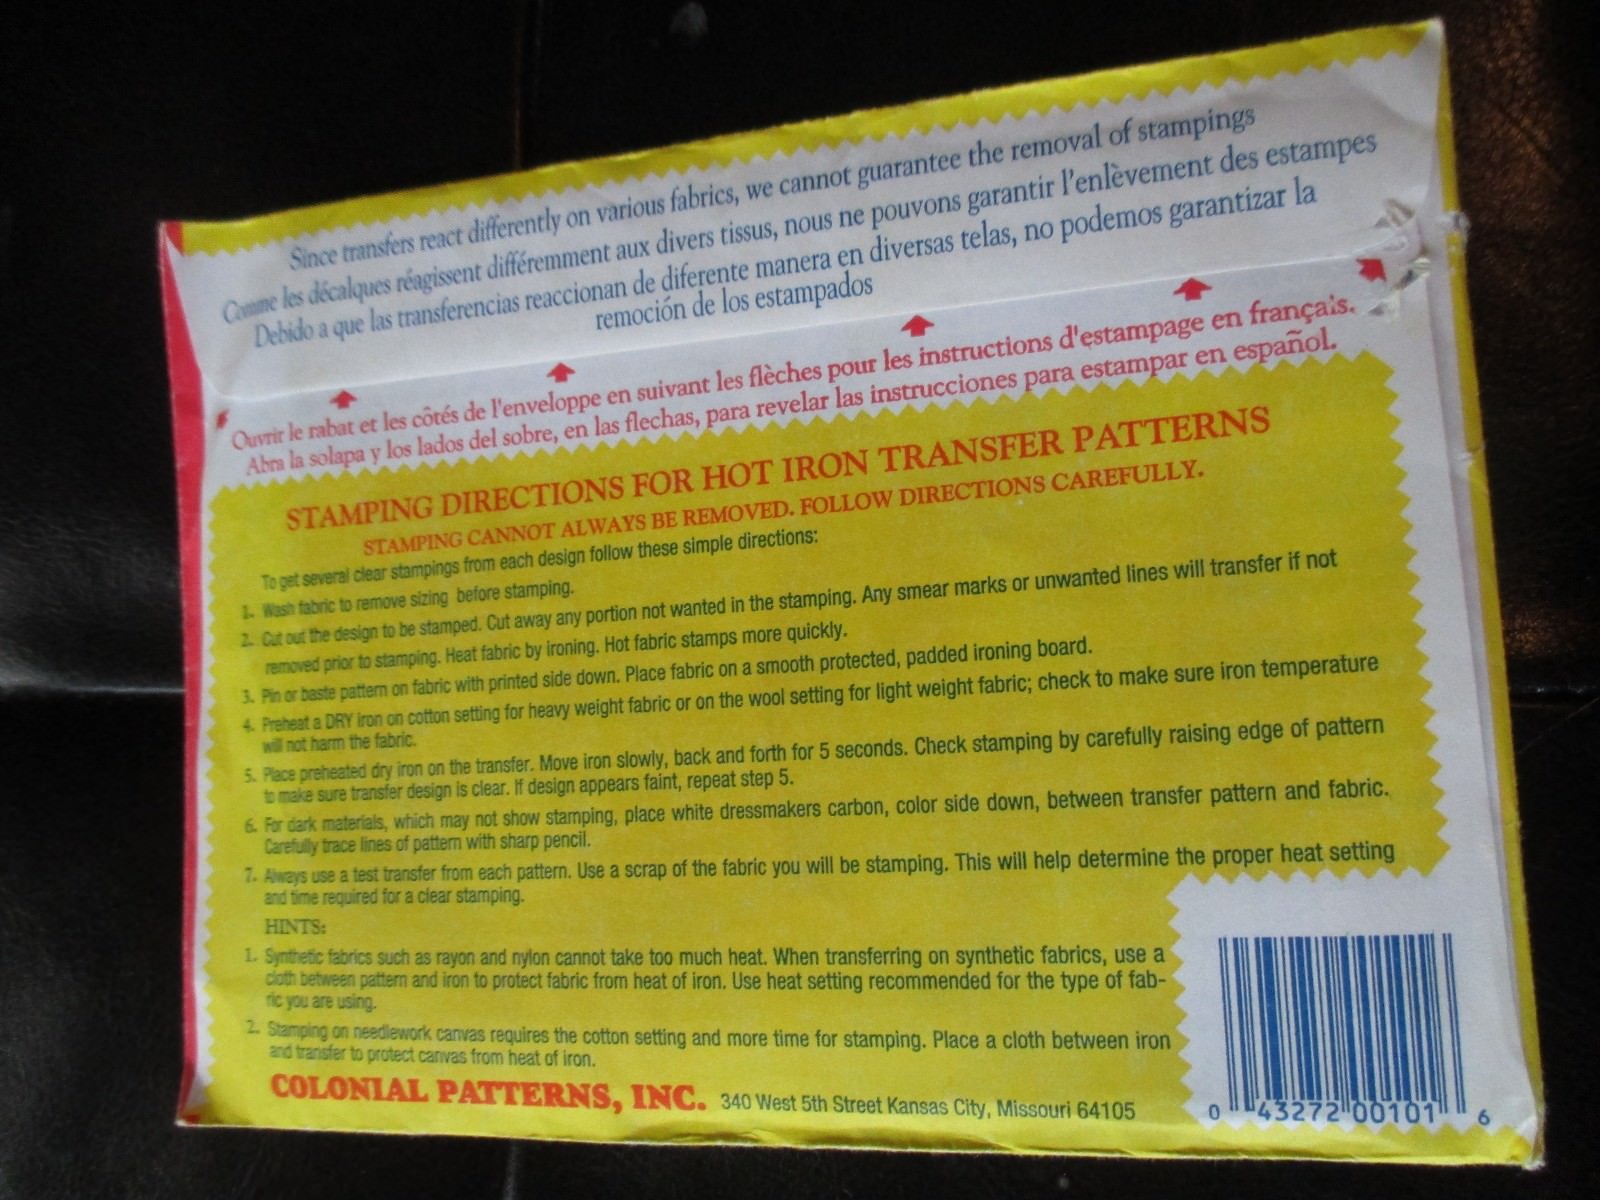 Since transfers react differently on various fabrics, we cannot guarantee the removal of stampings
Comme les décalques réagissent différemment aux divers tissus, nous ne pouvons garantir l'enlèvement des estampes
Debido a que las transferencias reaccionan de diferente manera en diversas telas, no podemos garantizar la
remoción de los estampados
Ouvrir le rabat et les côtés de l'enveloppe en suivant les flèches pour les instructions d'estampage en français.
Abra la solapa y los lados del sobre, en las flechas, para revelar las instrucciones para estampar en español.
STAMPING DIRECTIONS FOR HOT IRON TRANSFER PATTERNS
STAMPING CANNOT ALWAYS BE REMOVED. FOLLOW DIRECTIONS CAREFULLY.
To get several clear stampings from each design follow these simple directions:
1. Wash fabric to remove sizing before stamping.
2. Cut out the design to be stamped. Cut away any portion not wanted in the stamping. Any smear marks or unwanted lines will transfer if not
removed prior to stamping. Heat fabric by ironing. Hot fabric stamps more quickly.
3. Pin or baste pattern on fabric with printed side down. Place fabric on a smooth protected, padded ironing board.
4. Preheat a DRY iron on cotton setting for heavy weight fabric or on the wool setting for light weight fabric; check to make sure iron temperature
will not harm the fabric.
5. Place preheated dry iron on the transfer. Move iron slowly, back and forth for 5 seconds. Check stamping by carefully raising edge of pattern
to make sure transfer design is clear. If design appears faint, repeat step 5.
6. For dark materials, which may not show stamping, place white dressmakers carbon, color side down, between transfer pattern and fabric.
Carefully trace lines of pattern with sharp pencil.
7. Always use a test transfer from each pattern. Use a scrap of the fabric you will be stamping. This will help determine the proper heat setting
and time required for a clear stamping.
HINTS:
1. Synthetic fabrics such as rayon and nylon cannot take too much heat. When transferring on synthetic fabrics, use a
cloth between pattern and iron to protect fabric from heat of iron. Use heat setting recommended for the type of fab-
ric you are using.
2. Stamping on needlework canvas requires the cotton setting and more time for stamping. Place a cloth between iron
and transfer to protect canvas from heat of iron.
COLONIAL PATTERNS, INC. 340 West 5th Street Kansas City, Missouri 64105
0 43272 00101 6